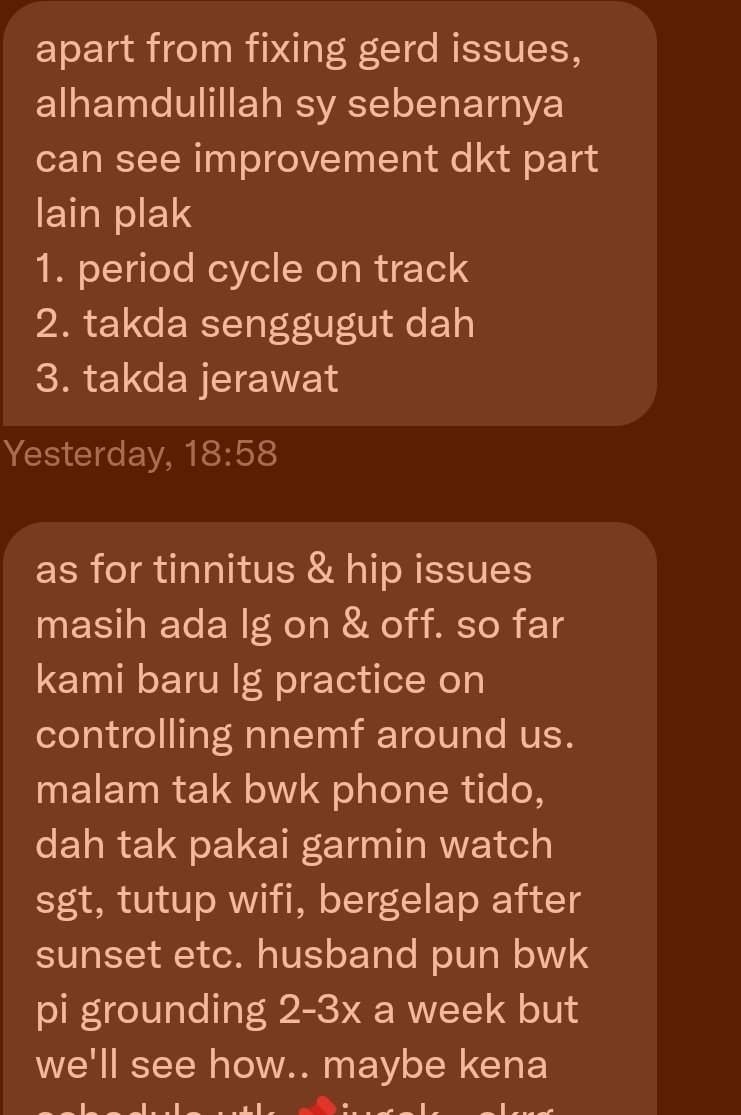 apart from fixing gerd issues,
alhamdulillah sy sebenarnya
can see improvement dkt part
lain plak
1. period cycle on track
2. takda senggugut dah
3. takda jerawat
Yesterday, 18:58
as for tinnitus & hip issues
masih ada lg on & off. so far
kami baru lg practice on
controlling nnemf around us.
malam tak bwk phone tido,
dah tak pakai garmin watch
sgt, tutup wifi, bergelap after
sunset etc. husband pun bwk
pi grounding 2-3x a week but
we'll see how.. maybe kena